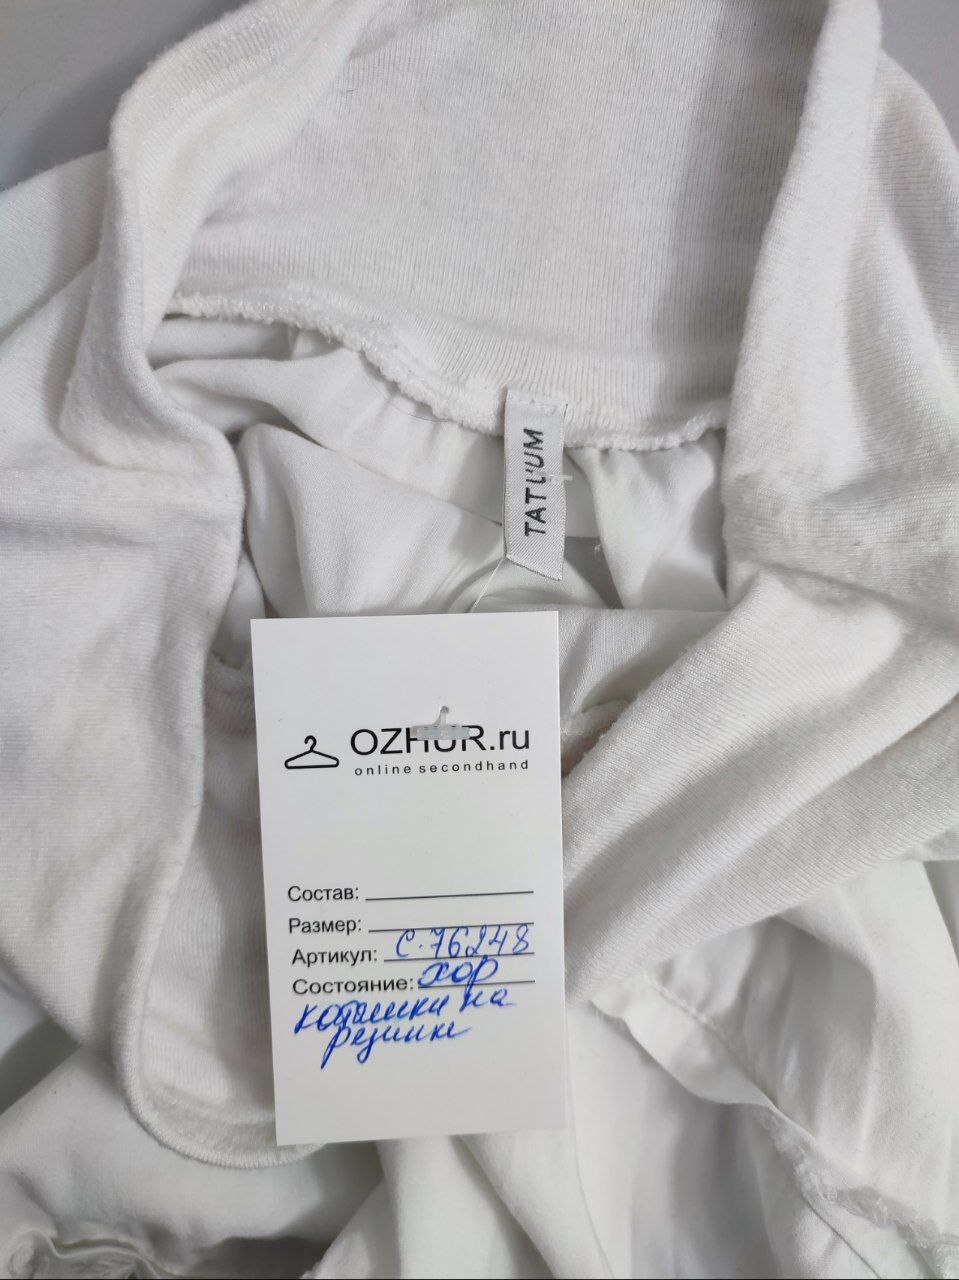 TATUUM
OZHUR.ru
online secondhand
Состав:
Размер:
Артикул: С-76248
Состояние: хор
катышки на
резинке